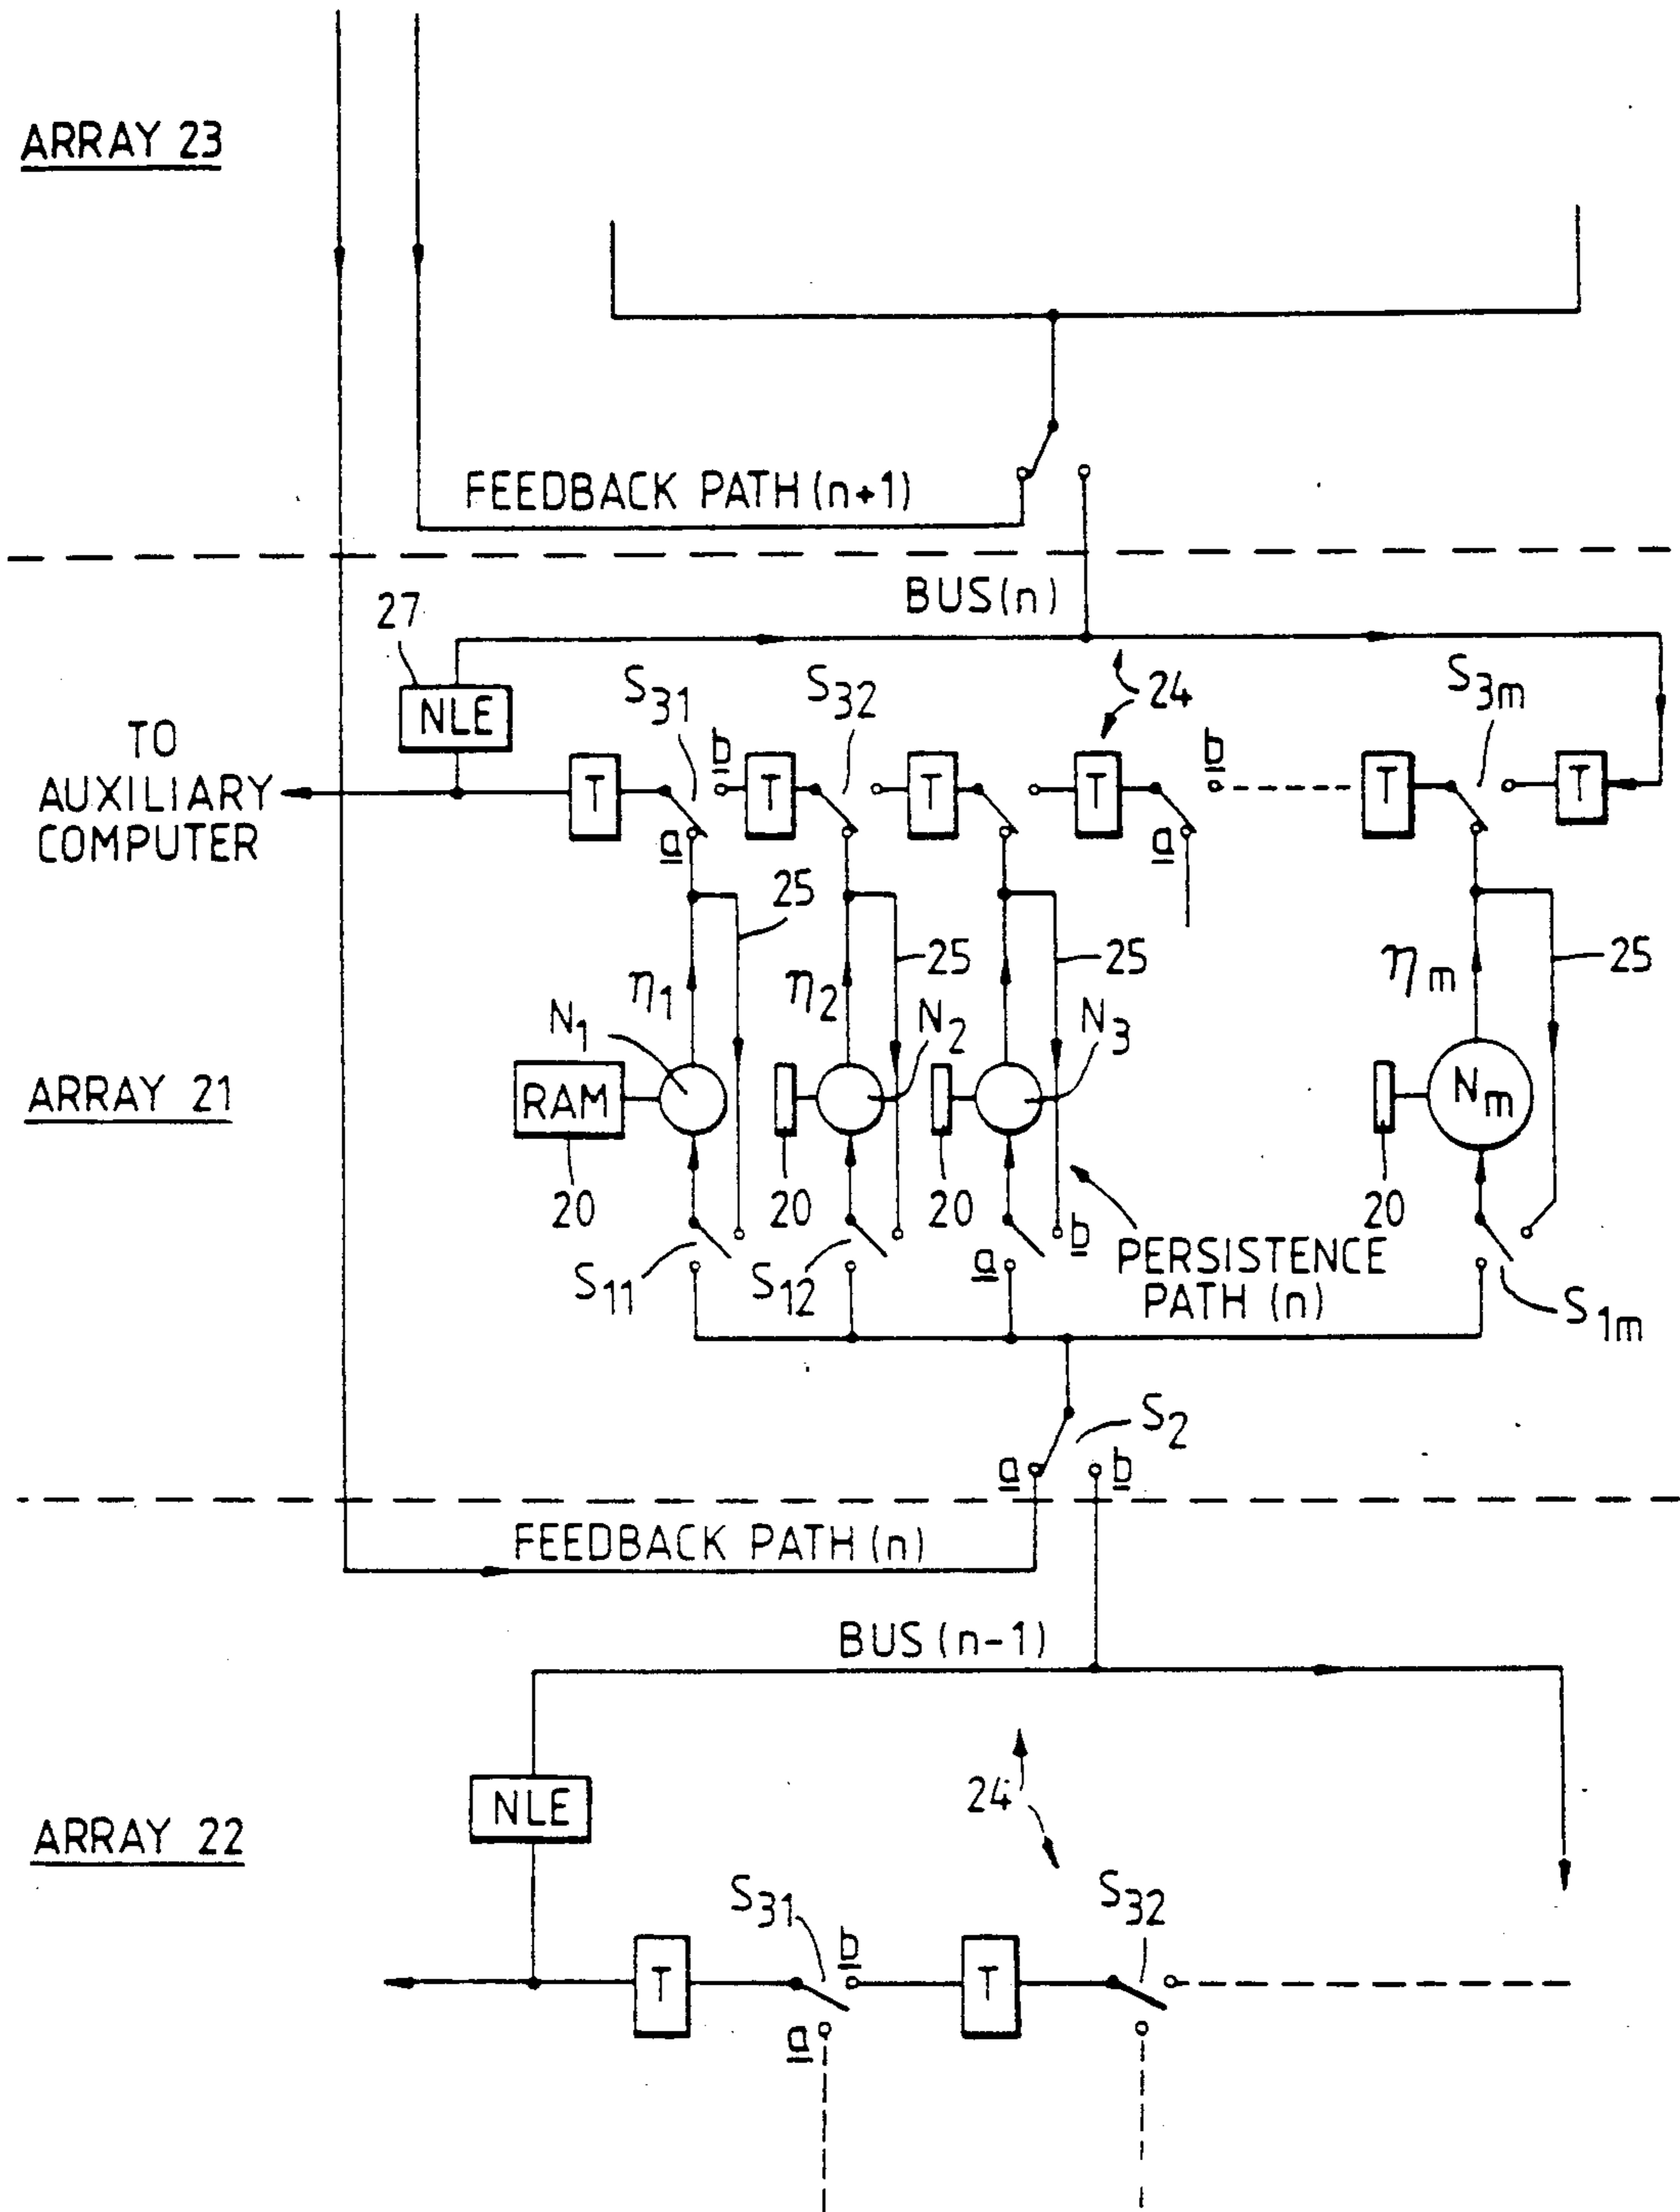 ARRAY 23
FEEDBACK PATH (n+1)
BUS(n)
27
NLE
S31
S32
24
S3m
TO
AUXILIARY
COMPUTER
T
b
T
T
T
b
T
T
a
a
25
25
25
25
η1
η2
ηm
N1
N2
N3
Nm
ARRAY 21
RAM
20
20
20
20
S11
S12
a
b
PERSISTENCE
PATH (n)
S1m
S2
a
b
FEEDBACK PATH (n)
BUS (n-1)
NLE
24
ARRAY 22
S31
S32
T
b
T
a